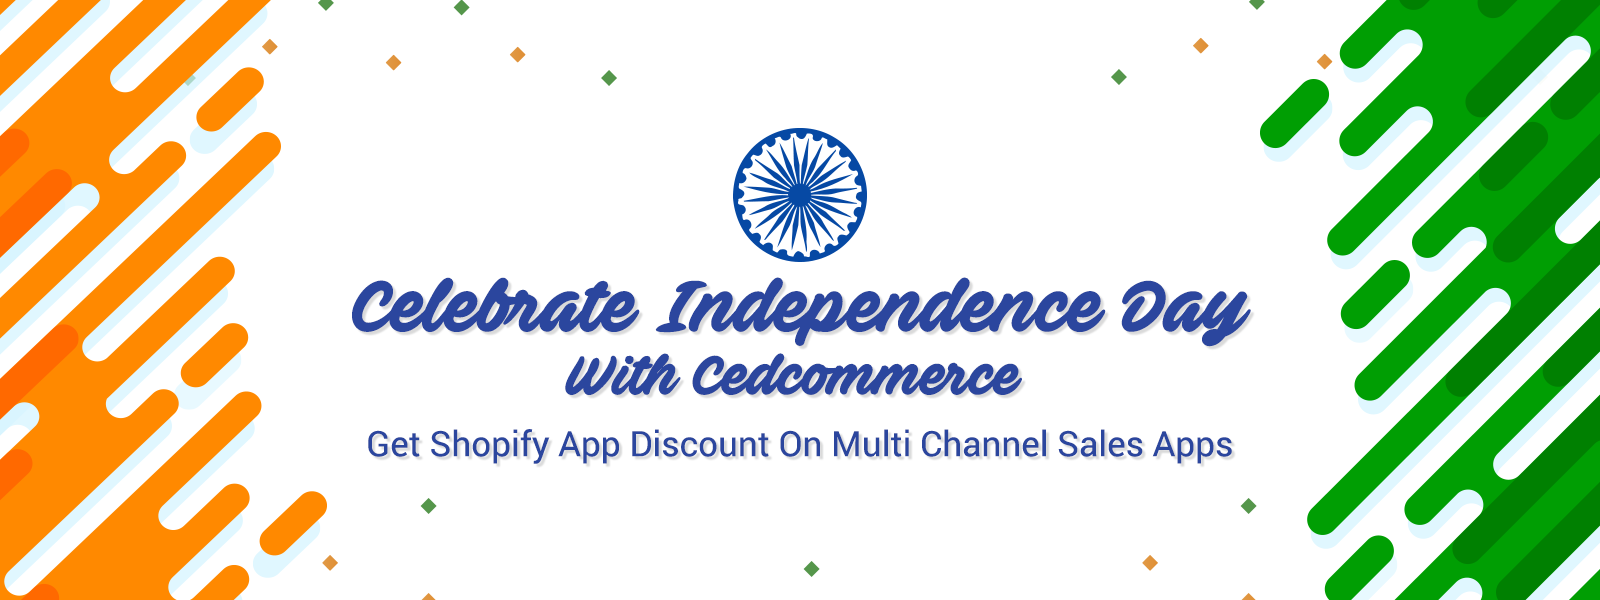 Celebrate Independence Day
With Cedcommerce
Get Shopify App Discount On Multi Channel Sales Apps